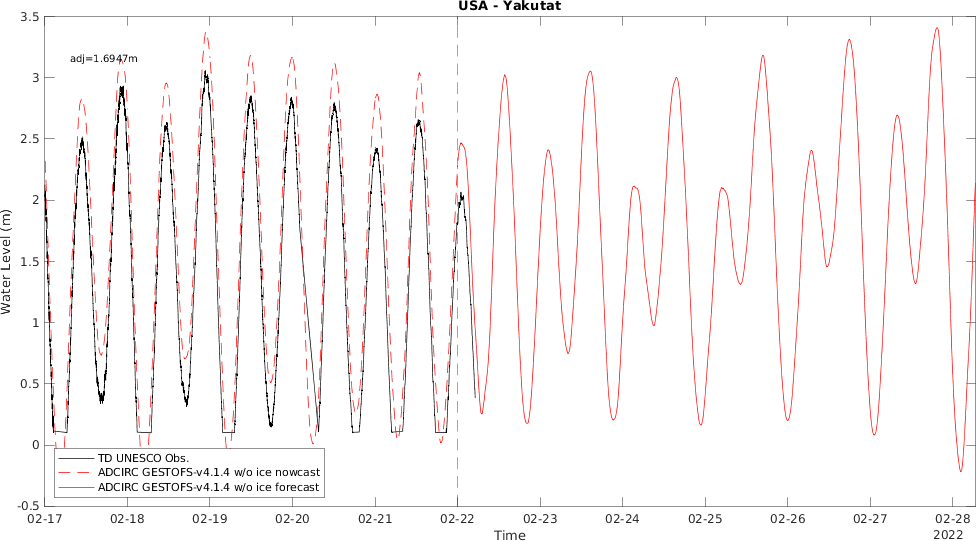 USA - Yakutat
3.5
3
2.5
2
1.5
1
0.5
0
-0.5
Water Level (m)
adj=1.6947m
TD UNESCO Obs.
ADCIRC GESTOFS-v4.1.4 w/o ice nowcast
ADCIRC GESTOFS-v4.1.4 w/o ice forecast
02-17 02-18 02-19 02-20 02-21 02-22 02-23 02-24 02-25 02-26 02-27 02-28
Time
2022